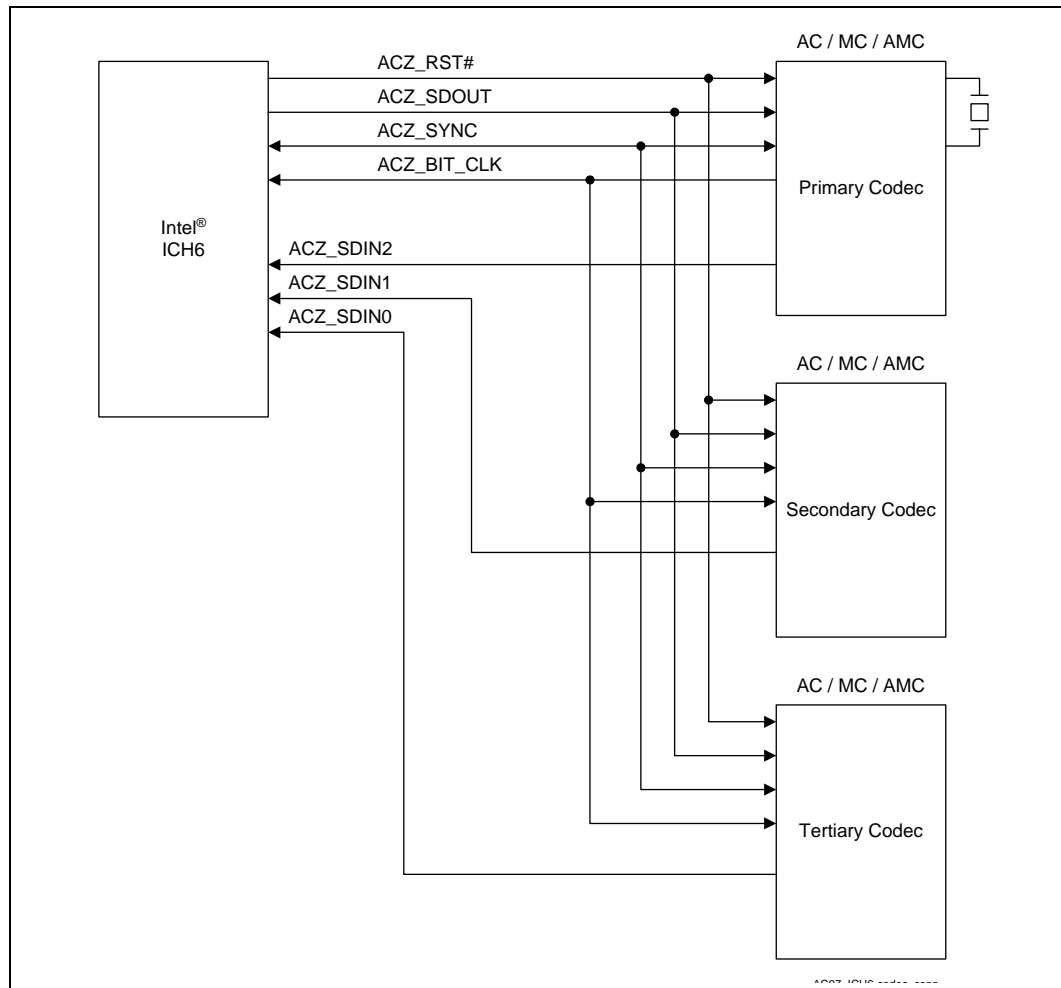 AC / MC / AMC
ACZ_RST#
ACZ_SDOUT
ACZ_SYNC
ACZ_BIT_CLK
Primary Codec
Intel®
ICH6
ACZ_SDIN2
ACZ_SDIN1
ACZ_SDIN0
AC / MC / AMC
Secondary Codec
AC / MC / AMC
Tertiary Codec